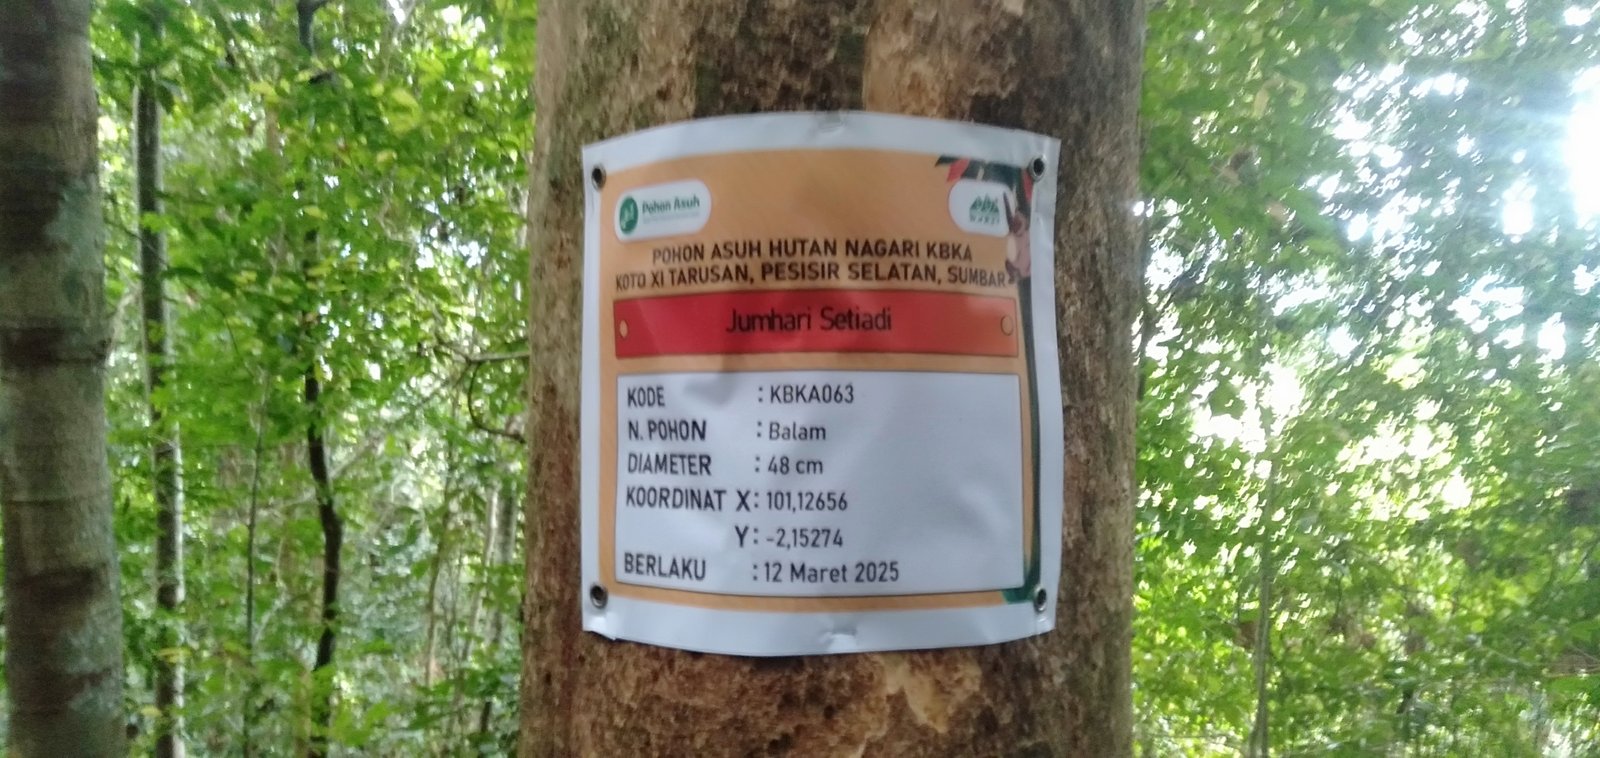 Pohon Asuh
WARSI
POHON ASUH HUTAN NAGARI KBKA
KOTO XI TARUSAN, PESISIR SELATAN, SUMBAR
Jumhari Setiadi
KODE : KBKA063
N. POHON : Balam
DIAMETER : 48 cm
KOORDINAT X : 101,12656
Y : -2,15274
BERLAKU : 12 Maret 2025